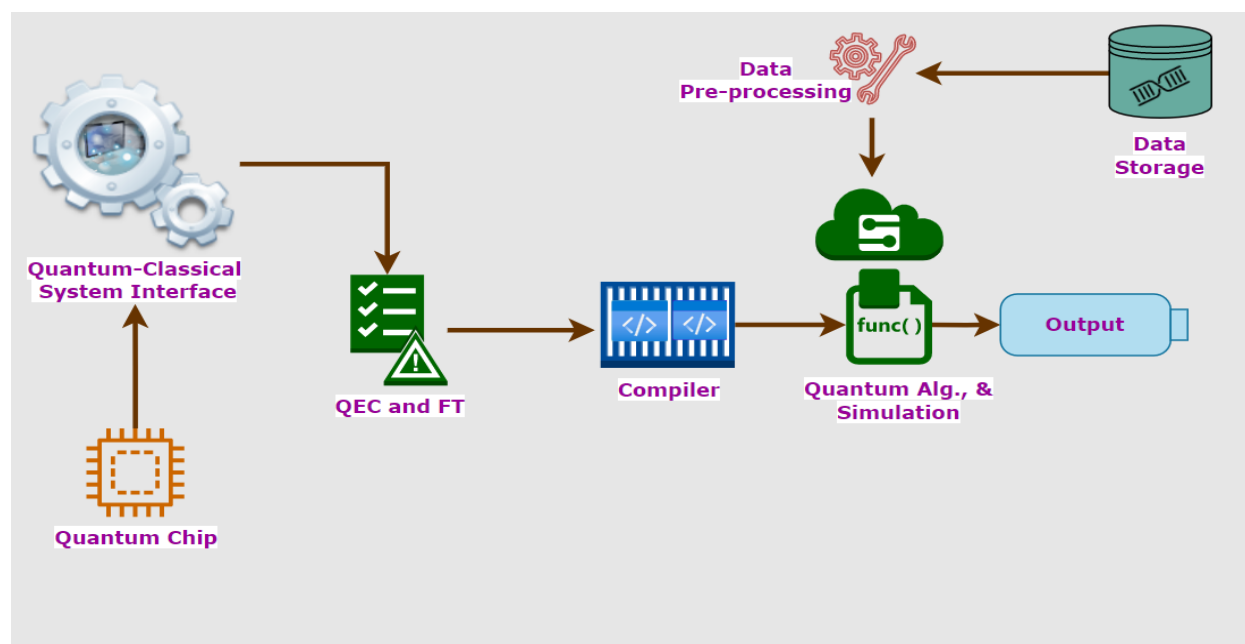 Data
Pre-processing
Data
Storage
Quantum-Classical
System Interface
QEC and FT
</>
</>
Compiler
func( )
Quantum Alg., &
Simulation
Output
Quantum Chip